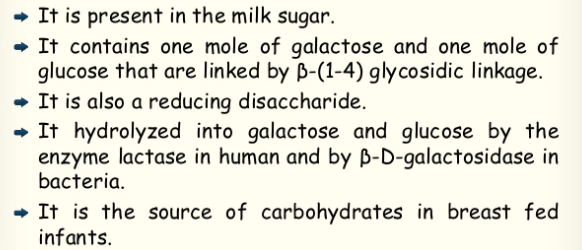 ➨ It is present in the milk sugar.
➨ It contains one mole of galactose and one mole of
glucose that are linked by β-(1-4) glycosidic linkage.
➨ It is also a reducing disaccharide.
➨ It hydrolyzed into galactose and glucose by the
enzyme lactase in human and by β-D-galactosidase in
bacteria.
➨ It is the source of carbohydrates in breast fed
infants.